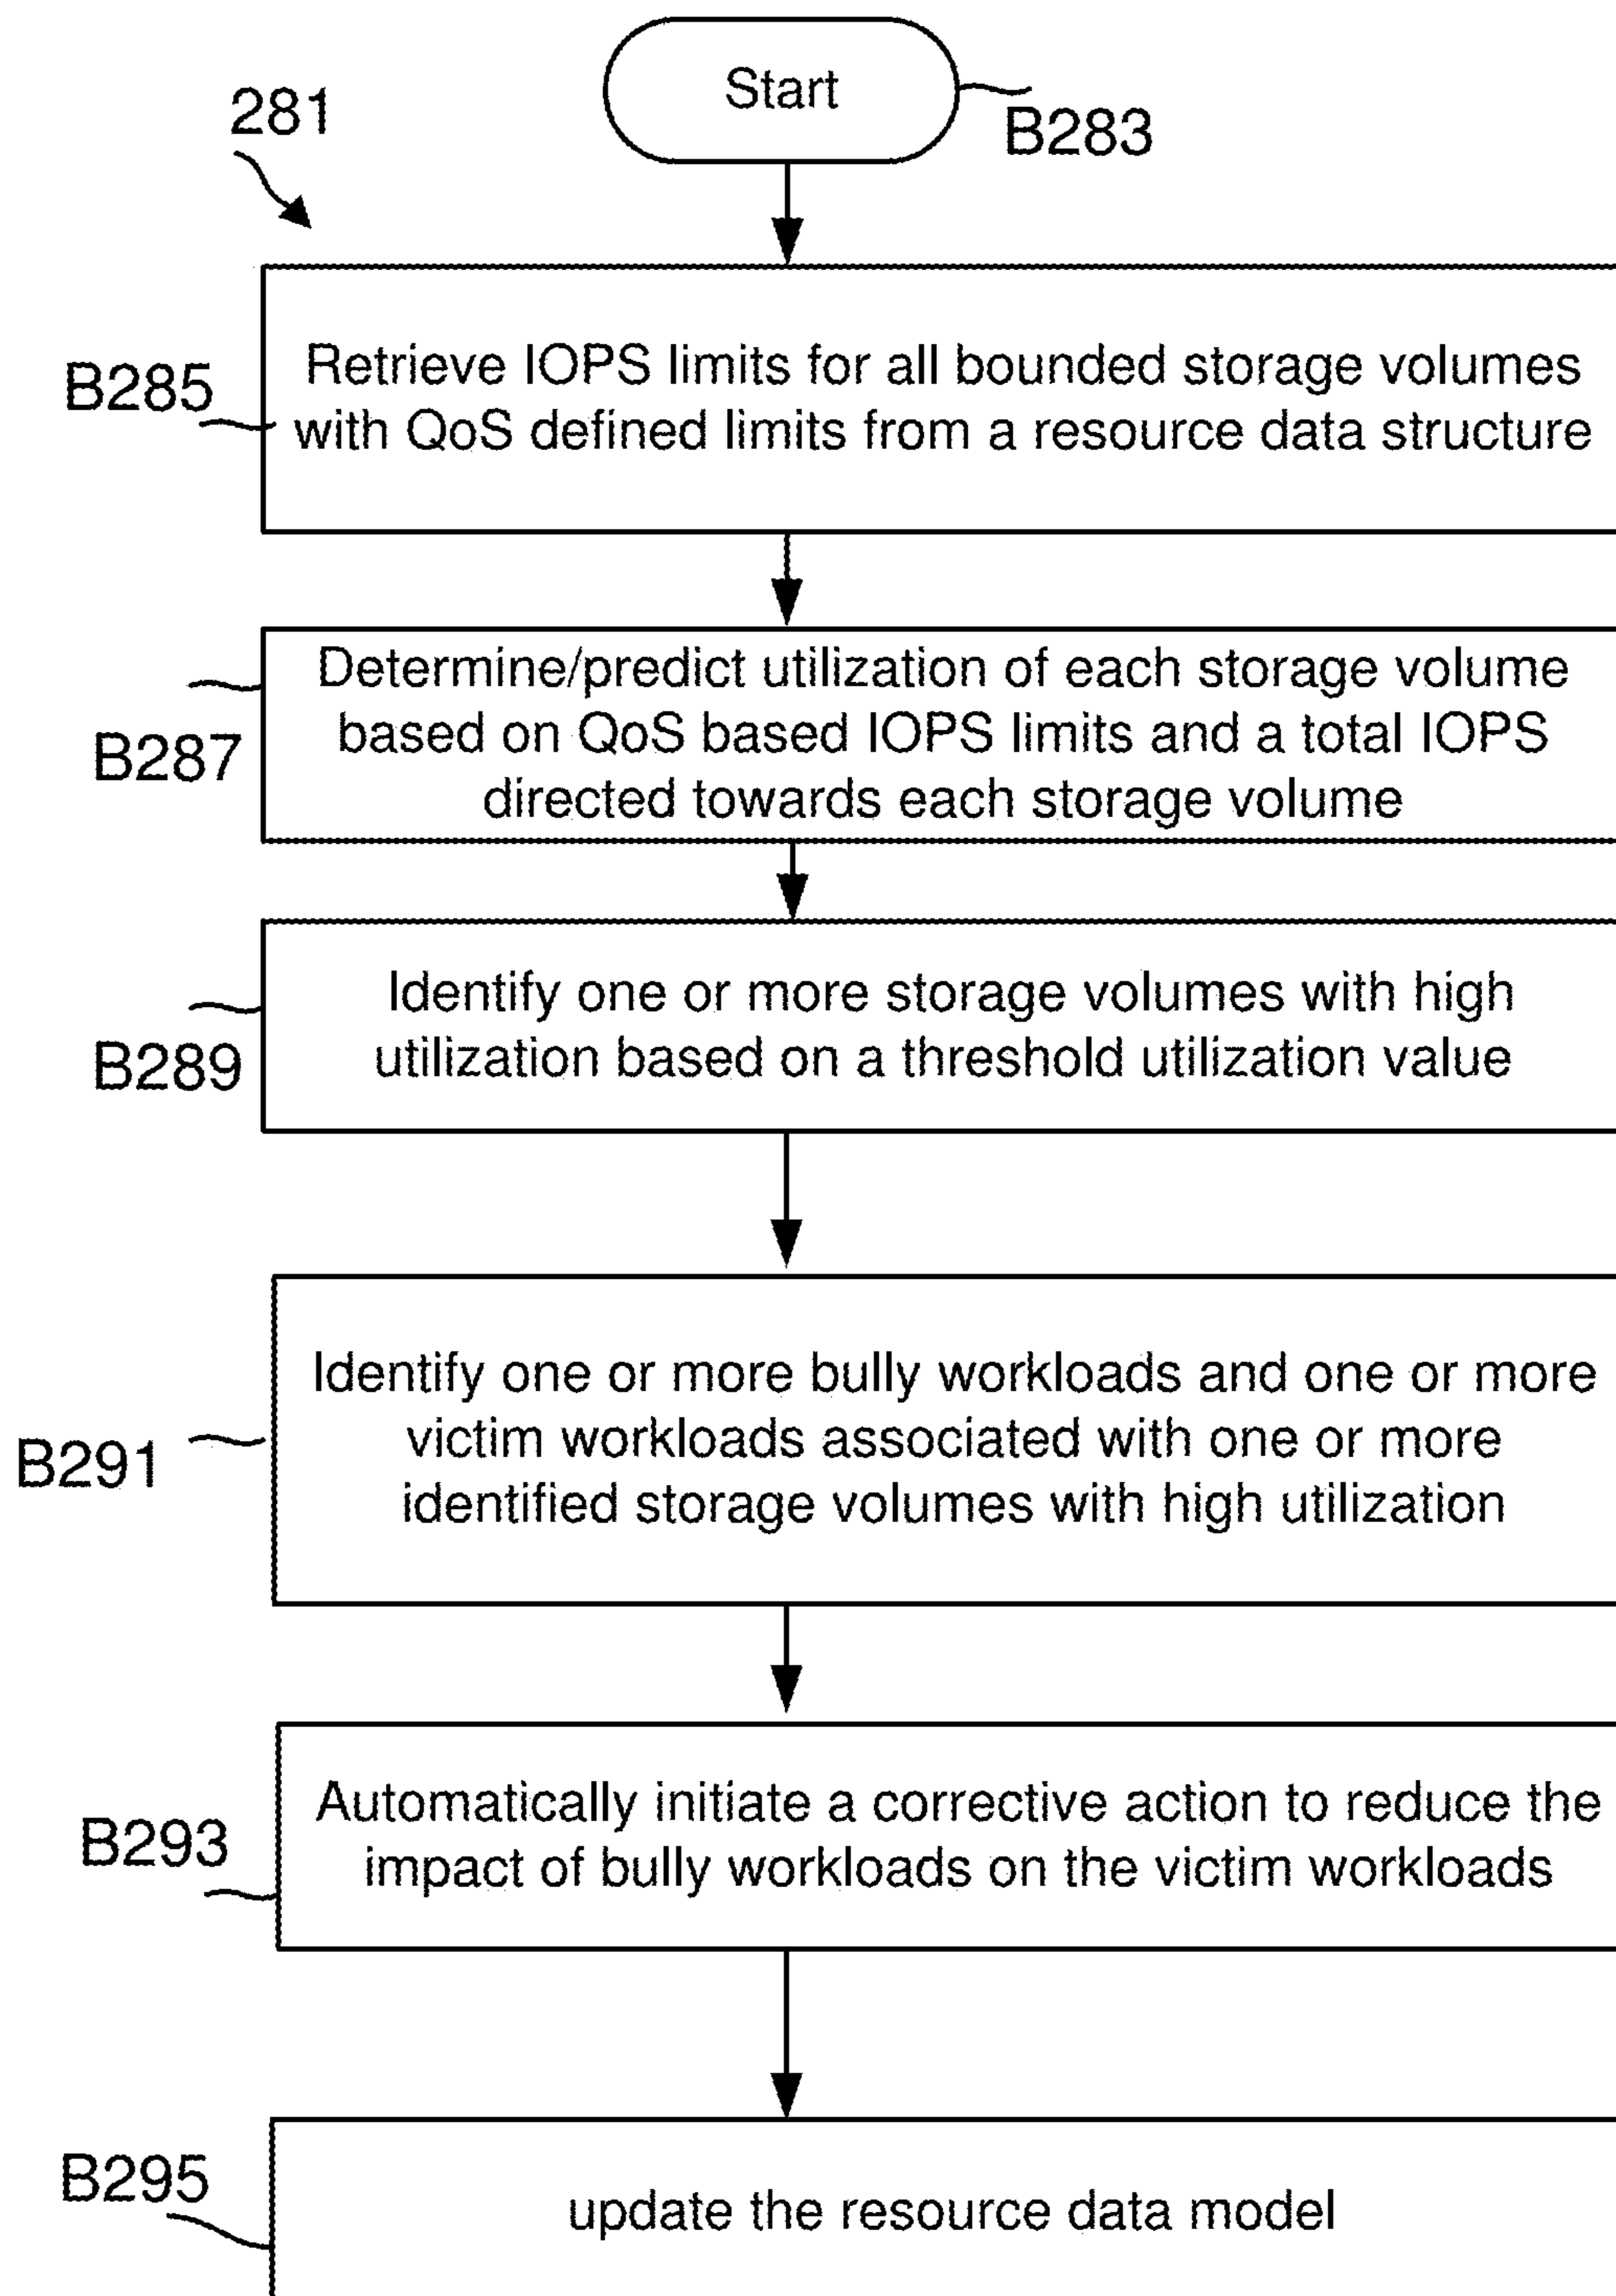 Start
281
B283
Retrieve IOPS limits for all bounded storage volumes
B285
with QoS defined limits from a resource data structure
Determine/predict utilization of each storage volume
based on QoS based IOPS limits and a total IOPS
B287
directed towards each storage volume
Identify one or more storage volumes with high
utilization based on a threshold utilization value
B289
Identify one or more bully workloads and one or more
victim workloads associated with one or more
B291
identified storage volumes with high utilization
Automatically initiate a corrective action to reduce the
B293
impact of bully workloads on the victim workloads
B295
update the resource data model